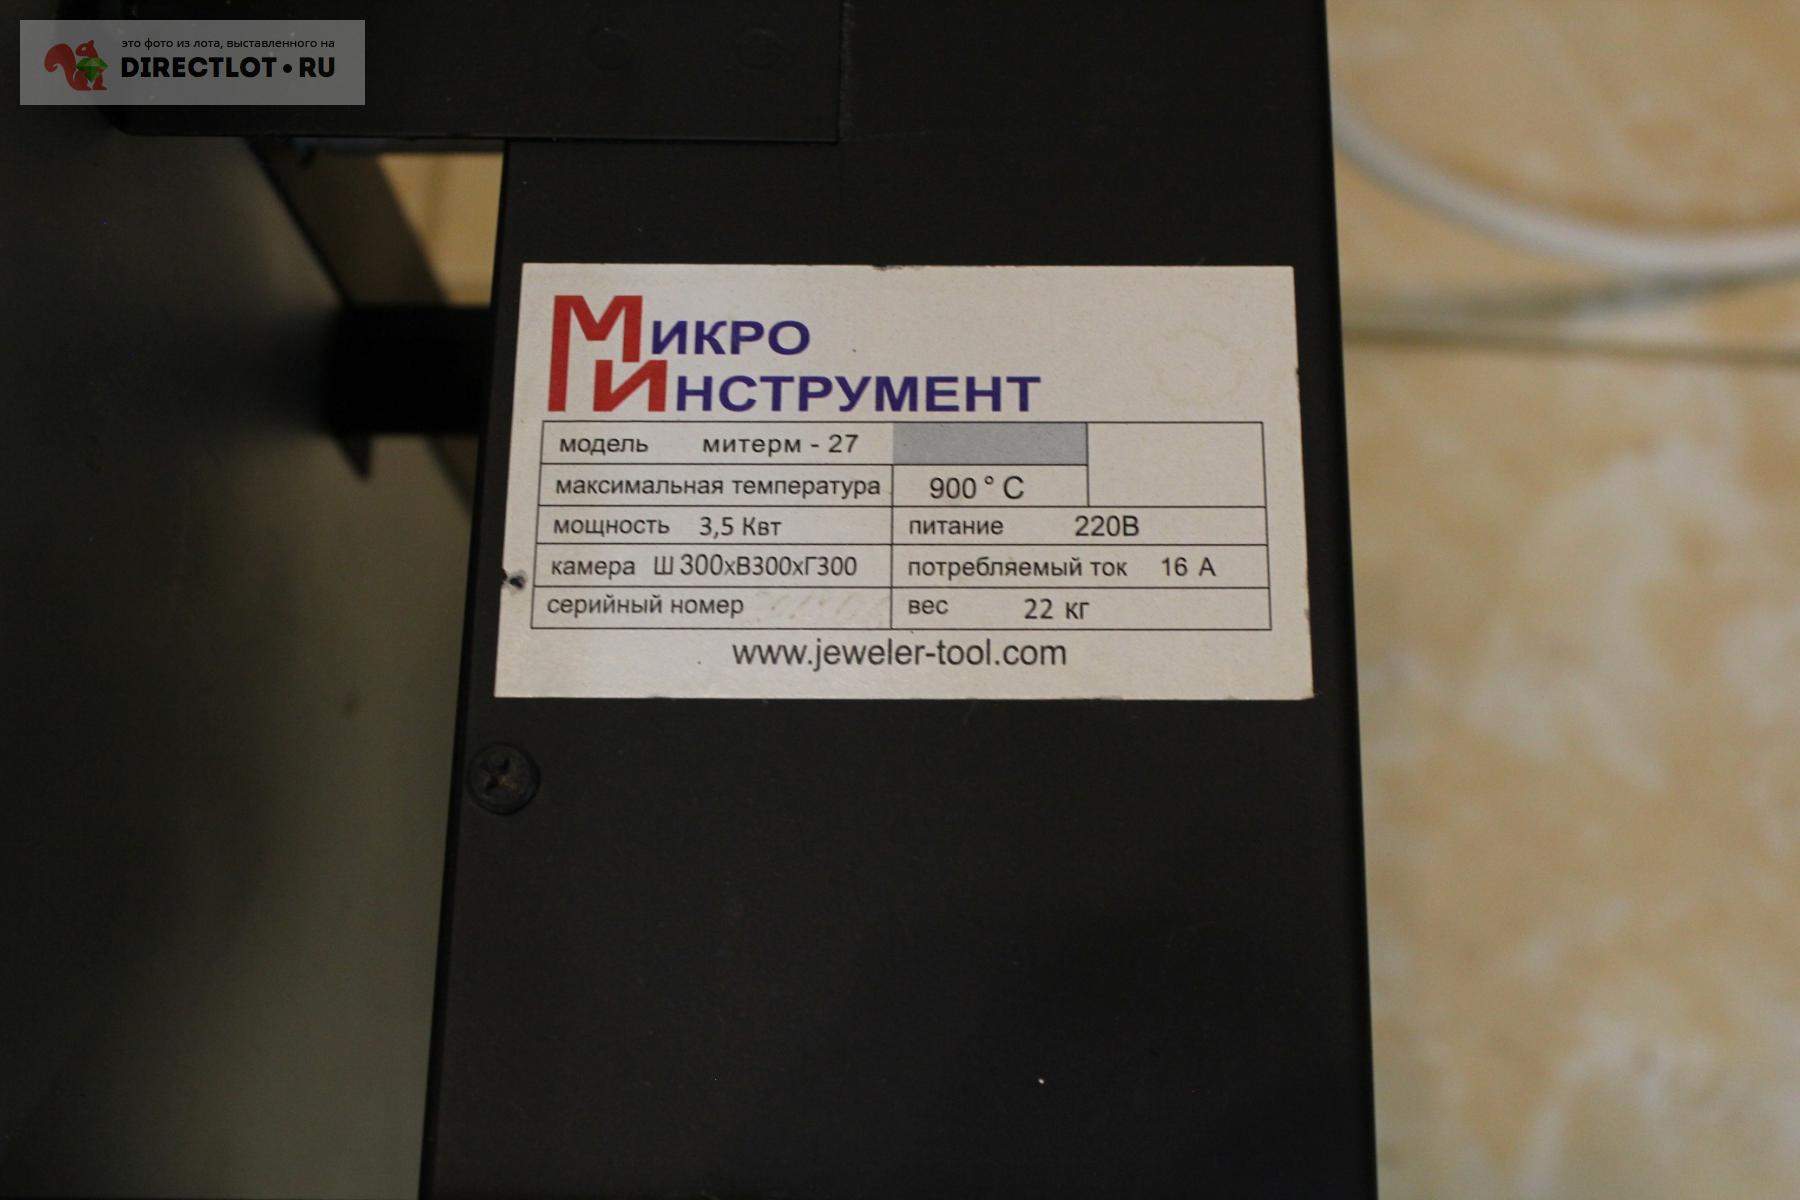 это фото из лота, выставленного на
DIRECTLOT•RU
Микро
Инструмент
модель митерм - 27
максимальная температура 900 ° C
мощность 3,5 Квт питание 220В
камера Ш 300хВ300хГ300 потребляемый ток 16 А
серийный номер вес 22 кг
www.jeweler-tool.com